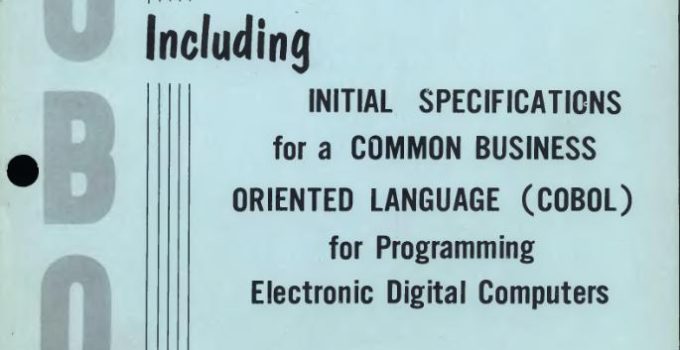 Including
INITIAL SPECIFICATIONS
for a COMMON BUSINESS
ORIENTED LANGUAGE (COBOL)
for Programming
Electronic Digital Computers
B